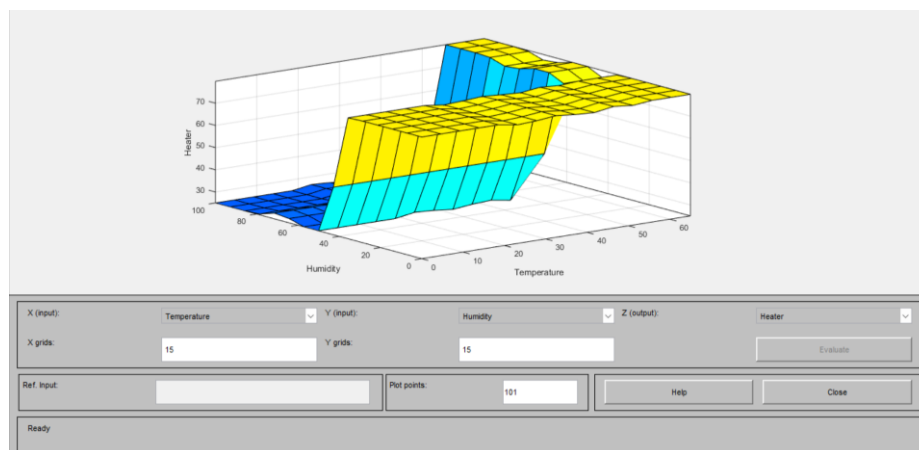 70
60
50
40
30
Heater
100
80
60
40
20
0
Humidity
0
10
20
30
40
50
60
Temperature
X (input): Temperature Y (input): Humidity Z (output): Heater
X grids: 15 Y grids: 15 Evaluate
Ref. Input: Plot points: 101 Help Close
Ready